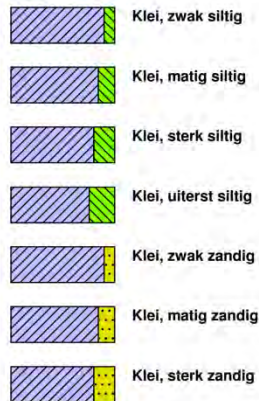 Klei, zwak siltig
Klei, matig siltig
Klei, sterk siltig
Klei, uiterst siltig
Klei, zwak zandig
Klei, matig zandig
Klei, sterk zandig